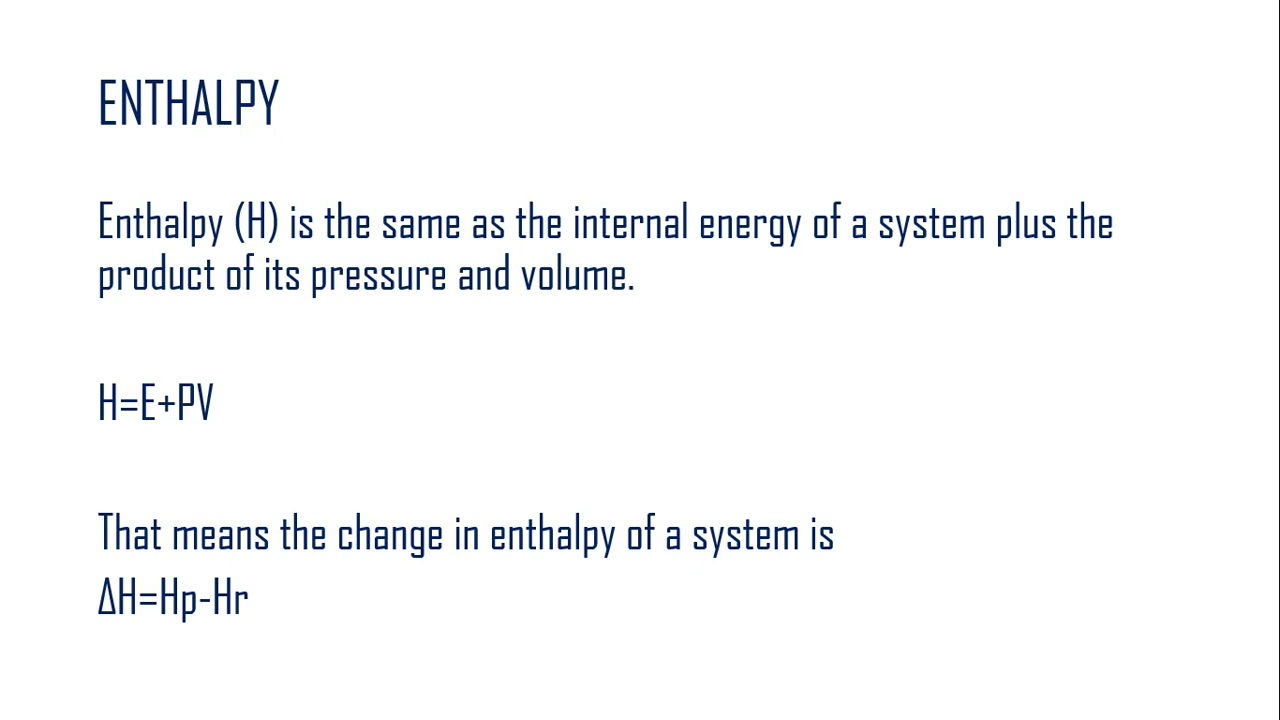 ENTHALPY
Enthalpy (H) is the same as the internal energy of a system plus the
product of its pressure and volume.
H=E+PV
That means the change in enthalpy of a system is
ΔH=Hp-Hr